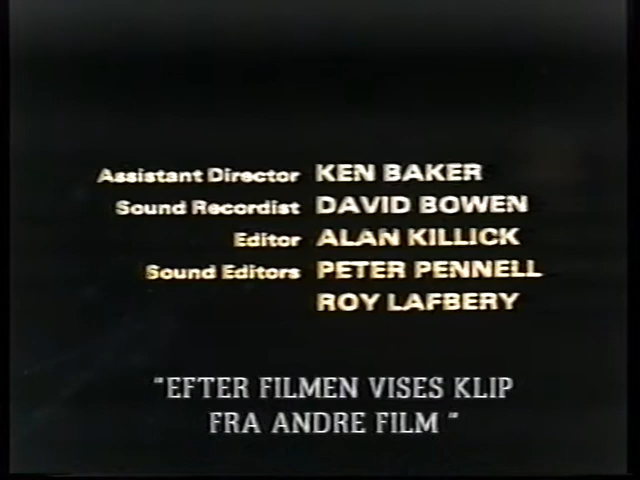 Assistant Director KEN BAKER
Sound Recordist DAVID BOWEN
Editor ALAN KILLICK
Sound Editors PETER PENNELL
ROY LAFBERY
"EFTER FILMEN VISES KLIP
FRA ANDRE FILM "